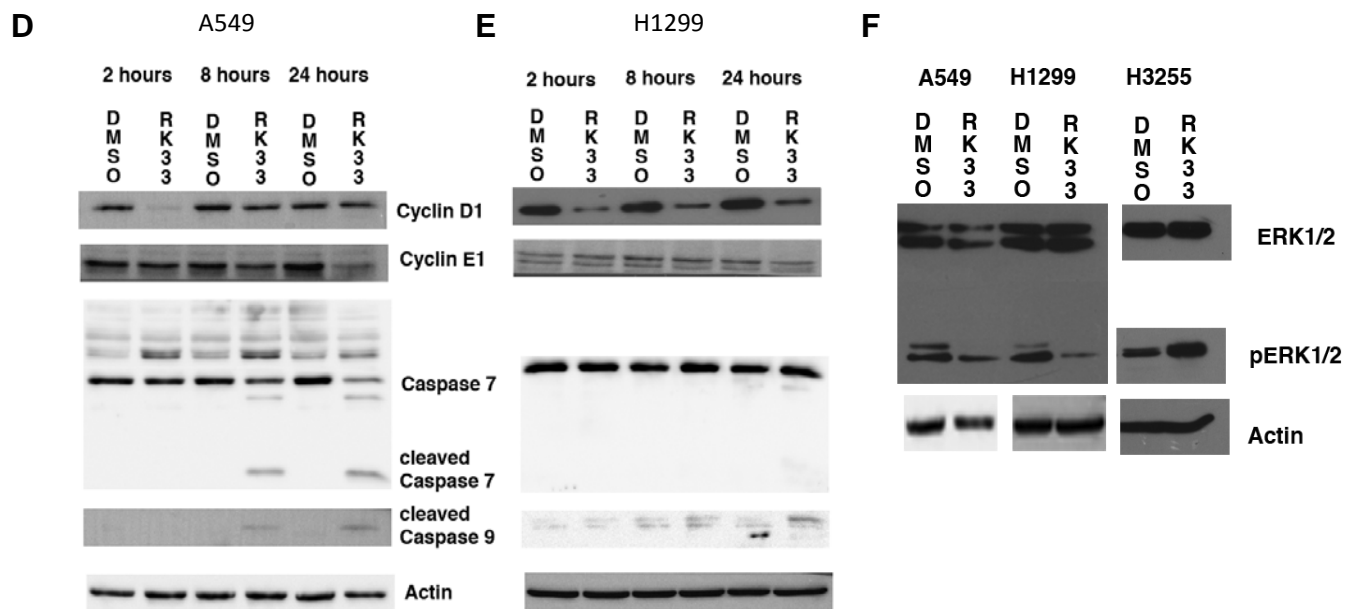 D A549
2 hours 8 hours 24 hours
DMSO RK33 DMSO RK33 DMSO RK33
Cyclin D1
Cyclin E1
Caspase 7
cleaved
Caspase 7
cleaved
Caspase 9
Actin
E H1299
2 hours 8 hours 24 hours
DMSO RK33 DMSO RK33 DMSO RK33
F
A549 H1299 H3255
DMSO RK33 DMSO RK33 DMSO RK33
ERK1/2
pERK1/2
Actin